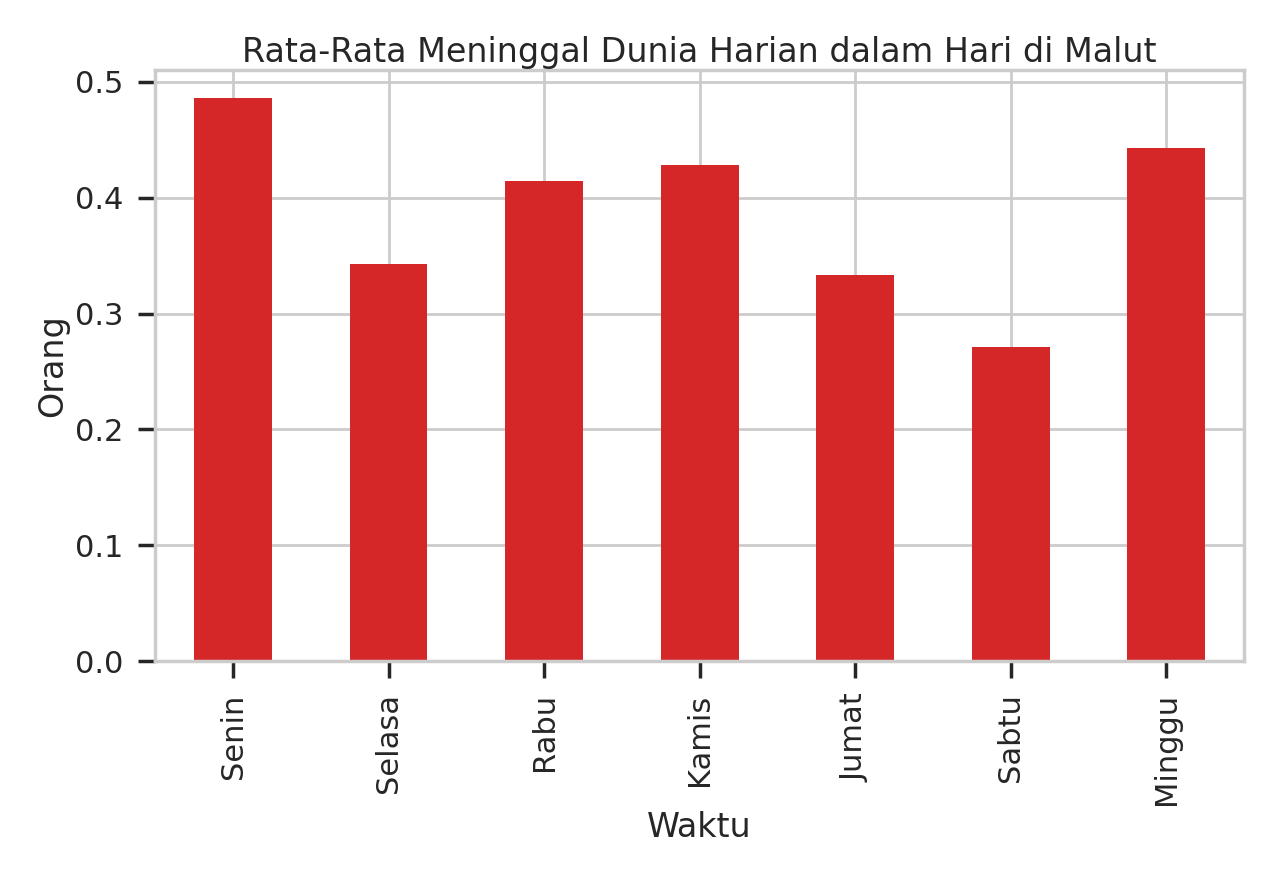 Rata-Rata Meninggal Dunia Harian dalam Hari di Malut
0.5
0.4
0.3
0.2
0.1
0.0
Orang
Senin
Selasa
Rabu
Kamis
Jumat
Sabtu
Minggu
Waktu